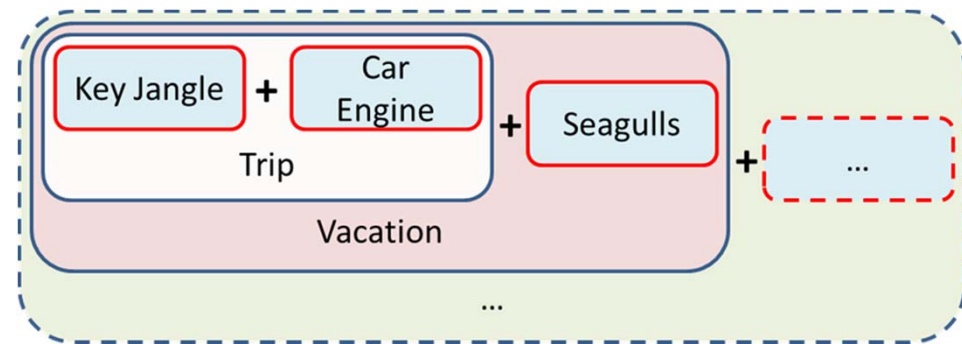 Key Jangle
+
Car
Engine
Trip
+
Seagulls
Vacation
+
...
...